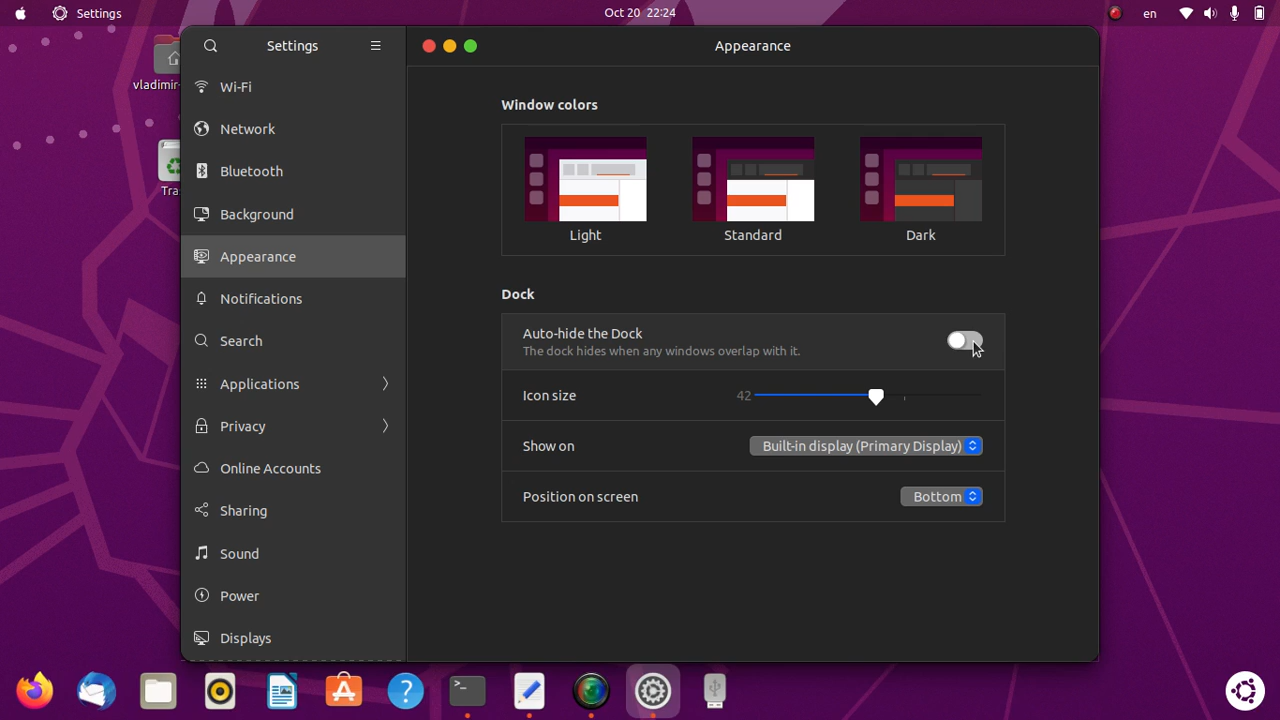 Settings
Oct 20 22:24
en
vladimir-
Tra
Settings
Appearance
Wi-Fi
Network
Bluetooth
Background
Appearance
Notifications
Search
Applications
Privacy
Online Accounts
Sharing
Sound
Power
Displays
Window colors
Light
Standard
Dark
Dock
Auto-hide the Dock
The dock hides when any windows overlap with it.
Icon size
42
Show on
Built-in display (Primary Display)
Position on screen
Bottom